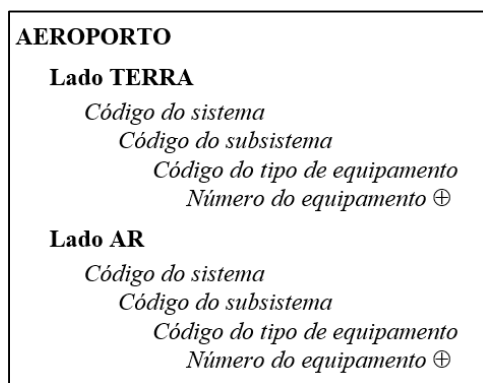 AEROPORTO
Lado TERRA
Código do sistema
Código do subsistema
Código do tipo de equipamento
Número do equipamento ⊕
Lado AR
Código do sistema
Código do subsistema
Código do tipo de equipamento
Número do equipamento ⊕